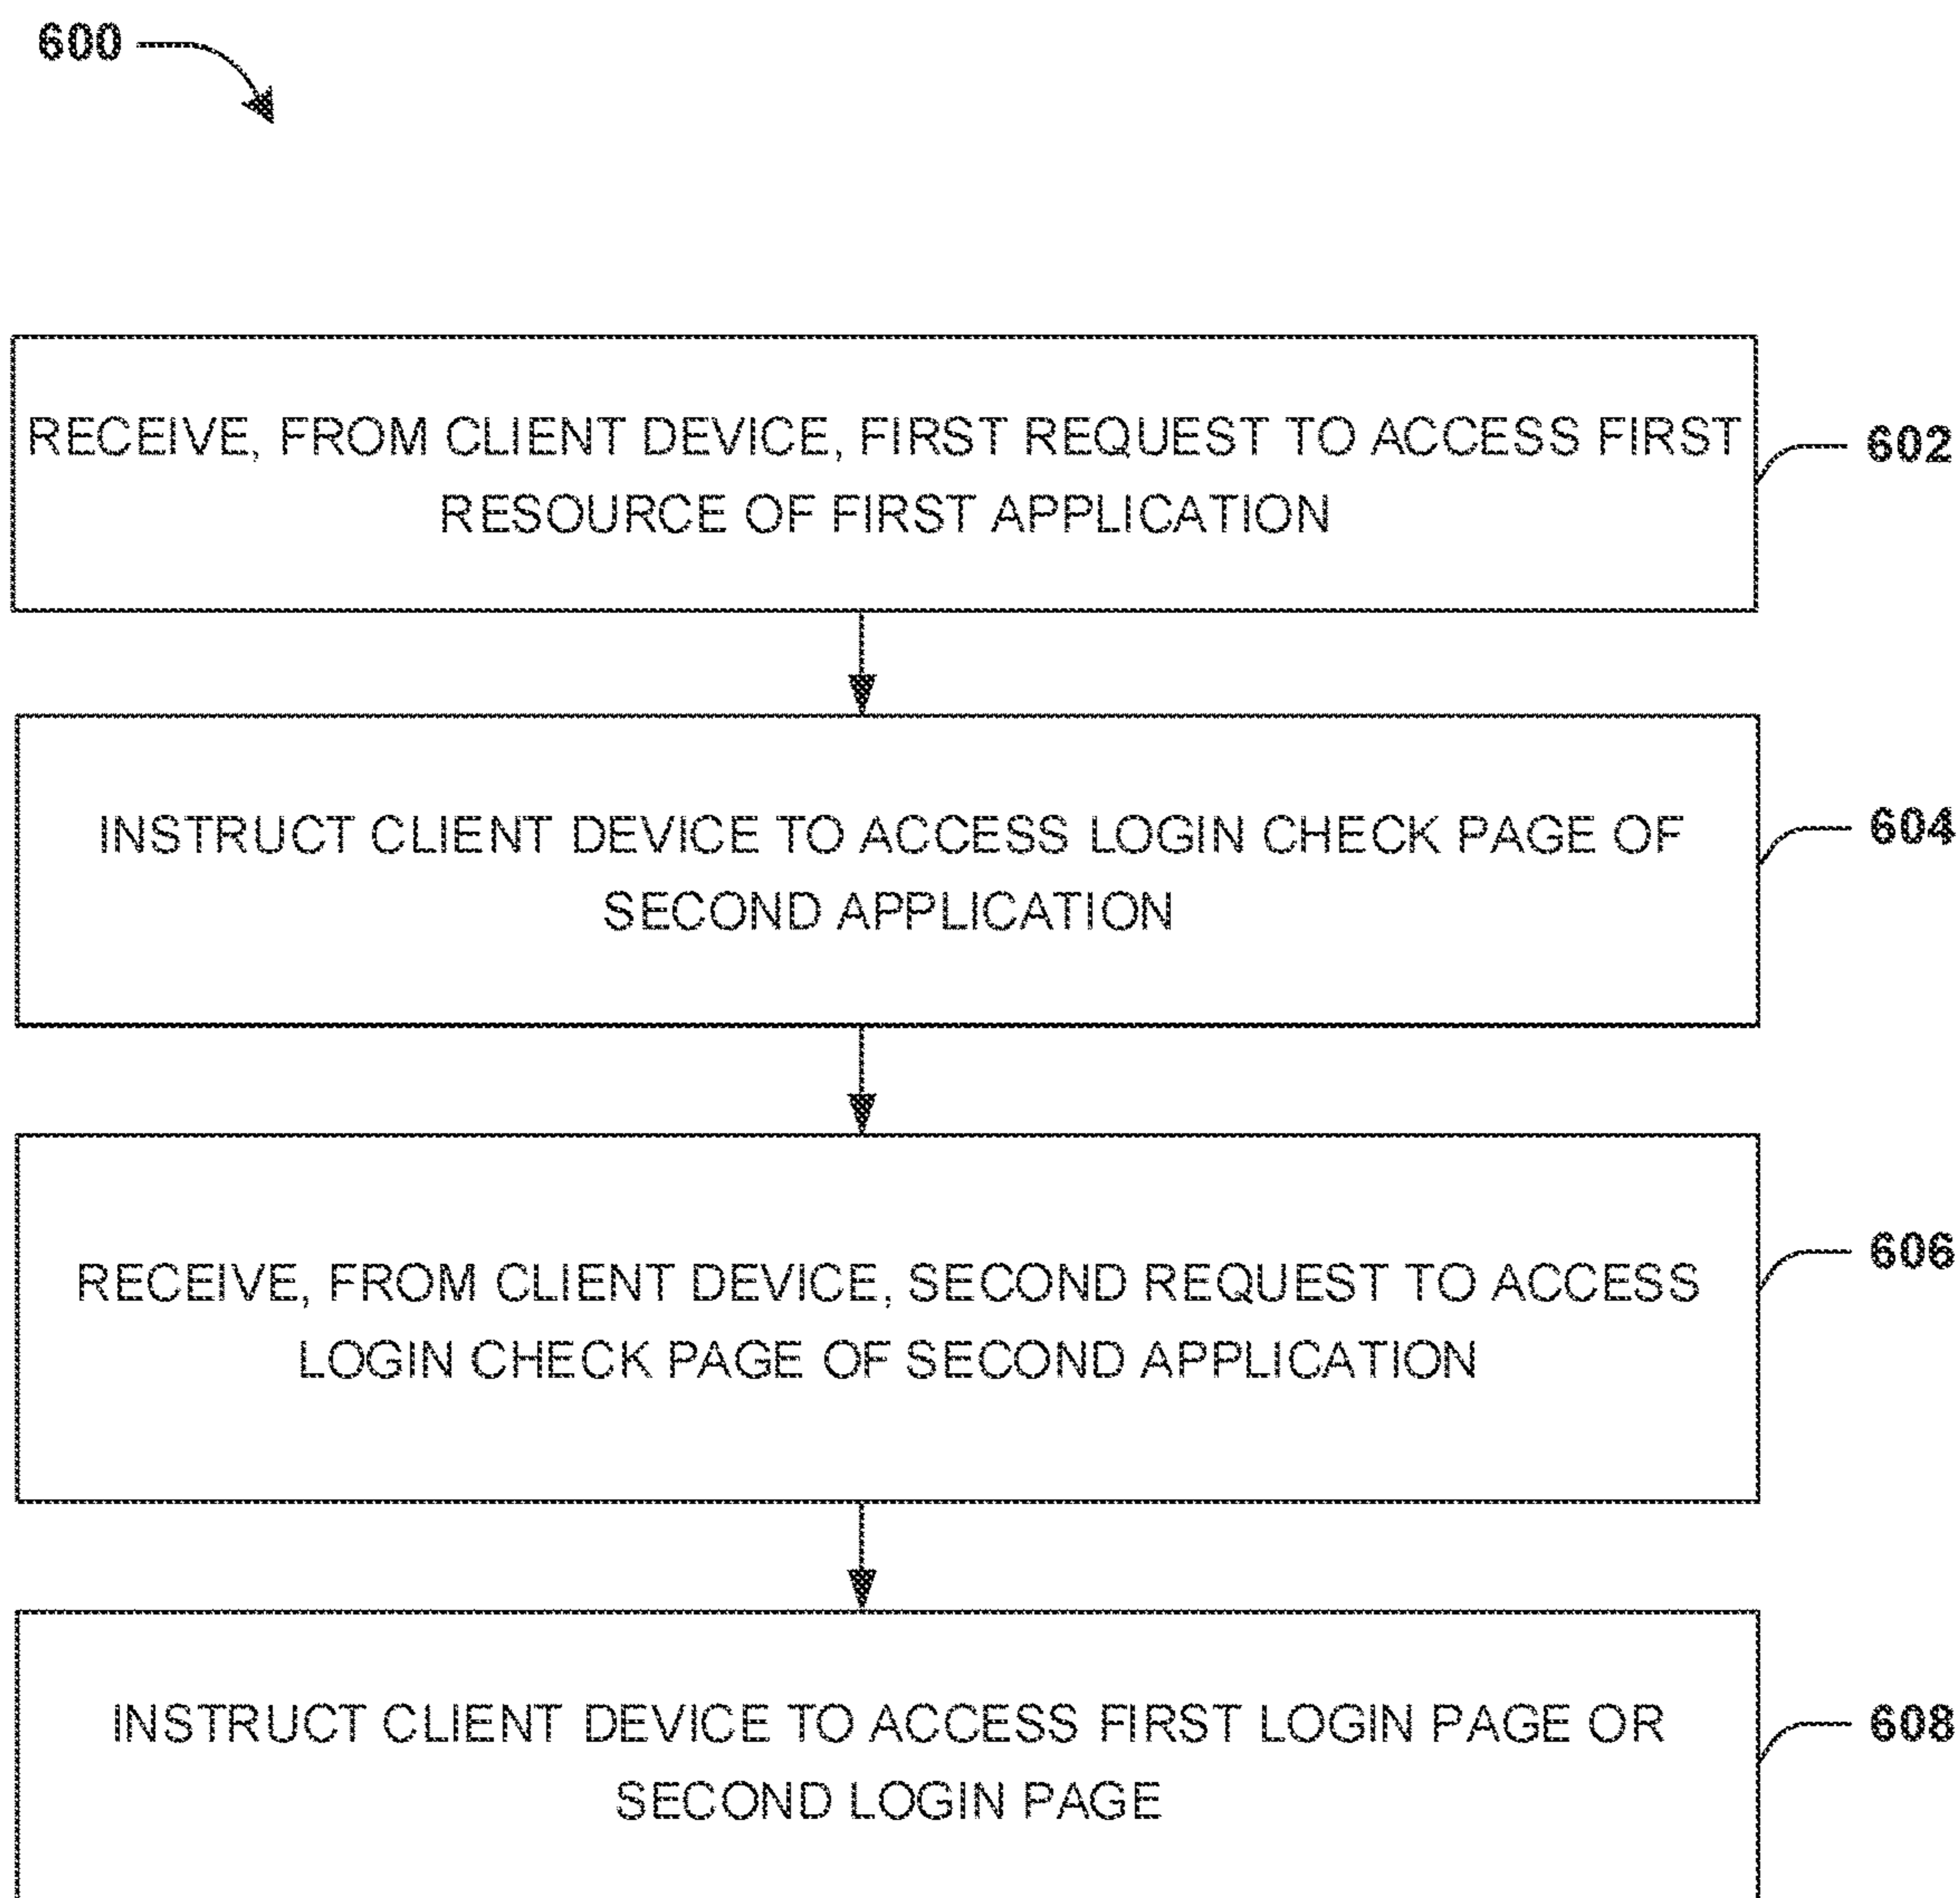 600
RECEIVE, FROM CLIENT DEVICE, FIRST REQUEST TO ACCESS FIRST
RESOURCE OF FIRST APPLICATION
602
INSTRUCT CLIENT DEVICE TO ACCESS LOGIN CHECK PAGE OF
SECOND APPLICATION
604
RECEIVE, FROM CLIENT DEVICE, SECOND REQUEST TO ACCESS
LOGIN CHECK PAGE OF SECOND APPLICATION
606
INSTRUCT CLIENT DEVICE TO ACCESS FIRST LOGIN PAGE OR
SECOND LOGIN PAGE
608